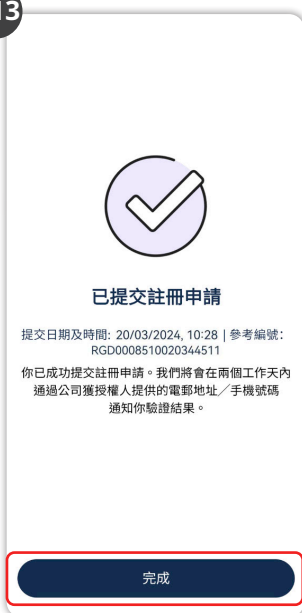 13
已提交註冊申請
提交日期及時間: 20/03/2024, 10:28 | 參考編號:
RGD0008510020344511
你已成功提交註冊申請。我們將會在兩個工作天內
通過公司獲授權人提供的電郵地址／手機號碼
通知你驗證結果。
完成